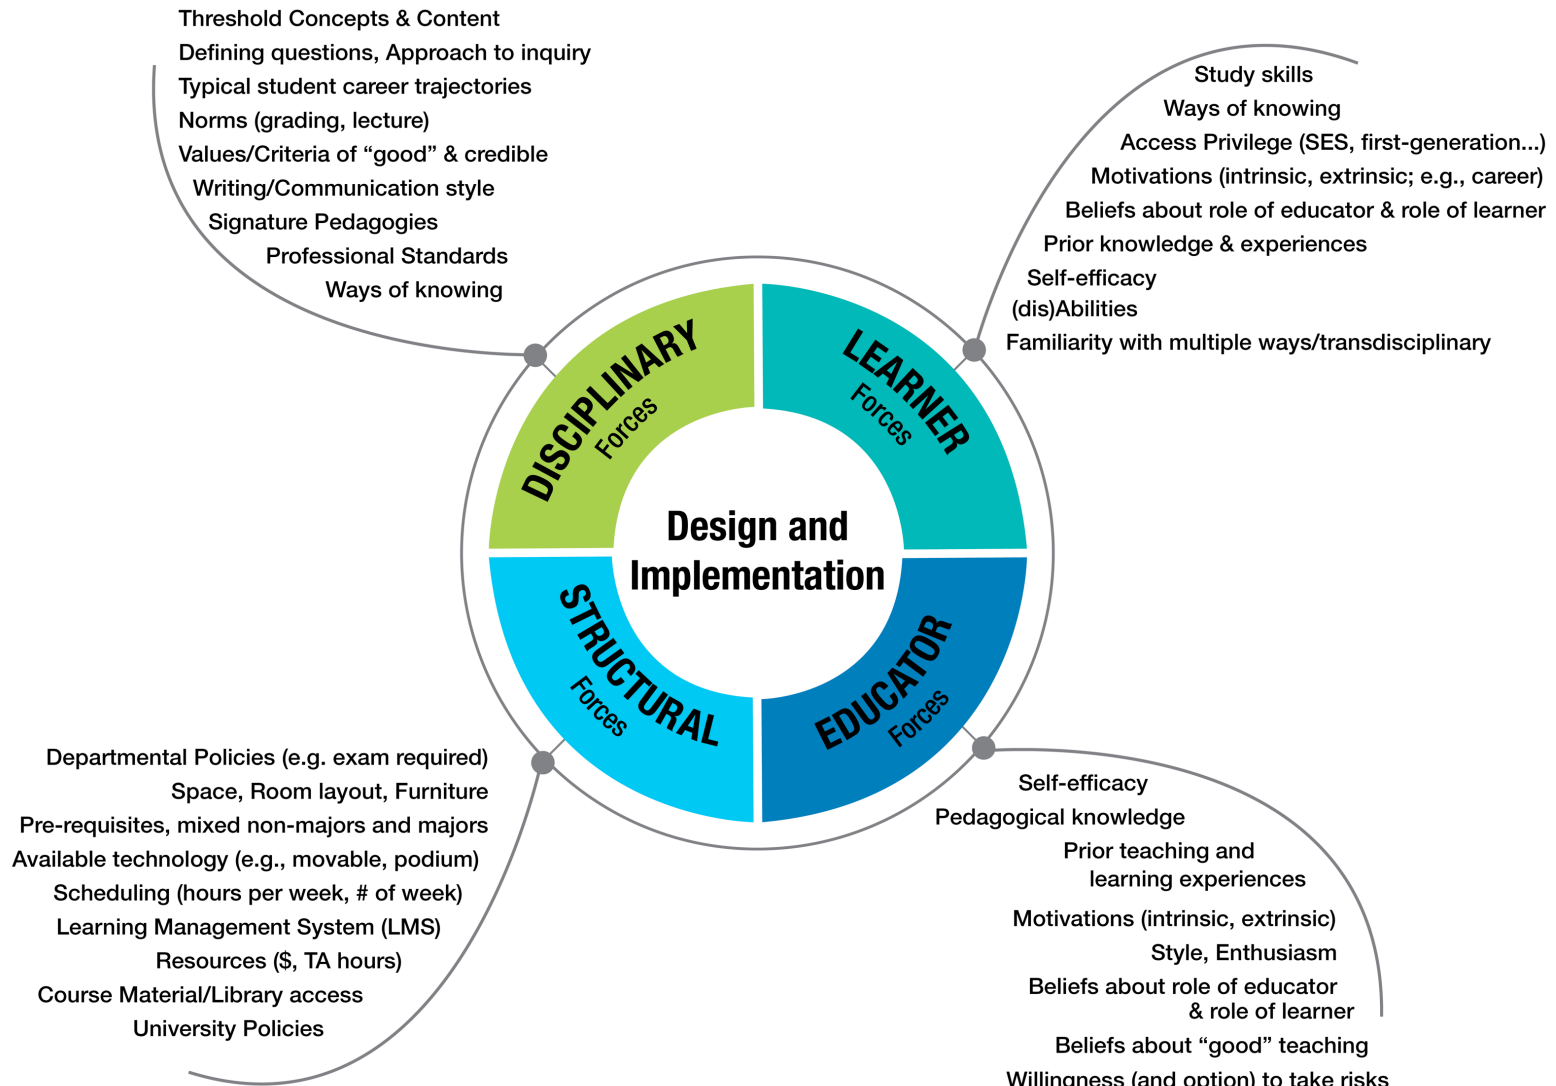 Threshold Concepts & Content
Defining questions, Approach to inquiry
Typical student career trajectories
Norms (grading, lecture)
Values/Criteria of “good” & credible
Writing/Communication style
Signature Pedagogies
Professional Standards
Ways of knowing
Study skills
Ways of knowing
Access Privilege (SES, first-generation...)
Motivations (intrinsic, extrinsic; e.g., career)
Beliefs about role of educator & role of learner
Prior knowledge & experiences
Self-efficacy
(dis)Abilities
Familiarity with multiple ways/transdisciplinary
DISCIPLINARY
Forces
LEARNER
Forces
Design and
Implementation
STRUCTURAL
Forces
EDUCATOR
Forces
Departmental Policies (e.g. exam required)
Space, Room layout, Furniture
Pre-requisites, mixed non-majors and majors
Available technology (e.g., movable, podium)
Scheduling (hours per week, # of week)
Learning Management System (LMS)
Resources ($, TA hours)
Course Material/Library access
University Policies
Self-efficacy
Pedagogical knowledge
Prior teaching and
learning experiences
Motivations (intrinsic, extrinsic)
Style, Enthusiasm
Beliefs about role of educator
& role of learner
Beliefs about “good” teaching
Willingness (and option) to take risks